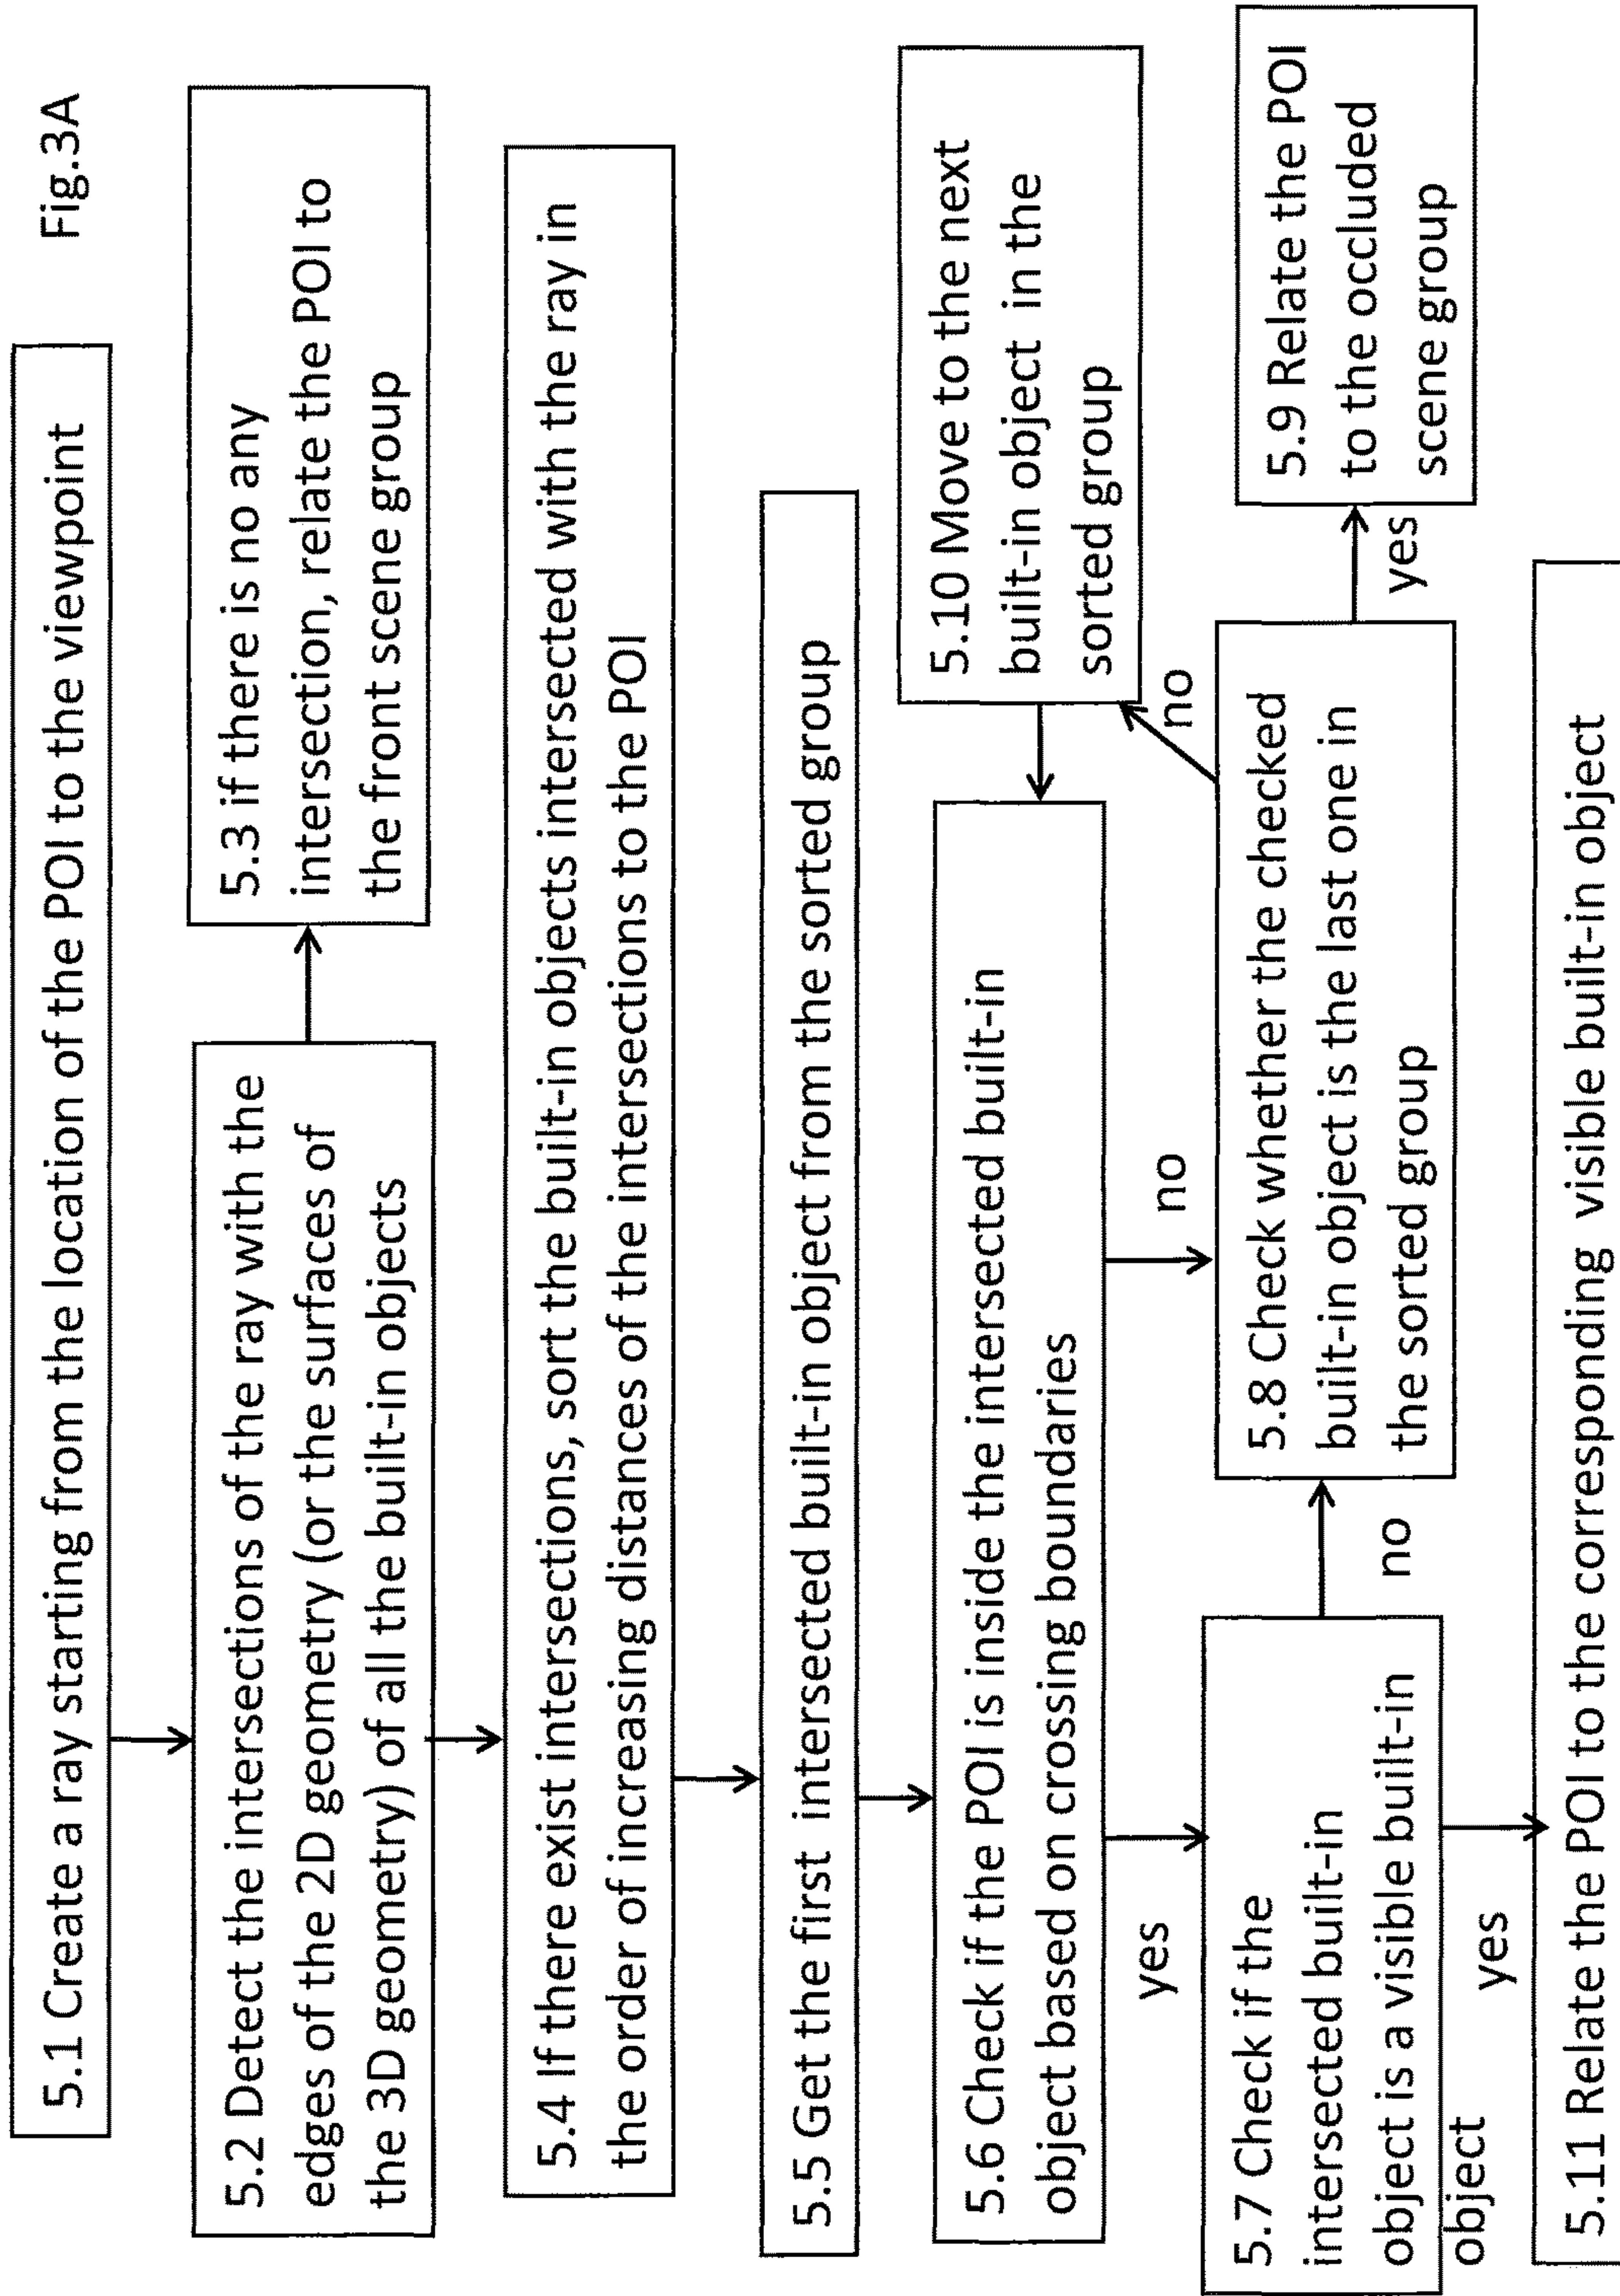 Fig.3A
5.1 Create a ray starting from the location of the POI to the viewpoint
5.2 Detect the intersections of the ray with the
edges of the 2D geometry (or the surfaces of
the 3D geometry) of all the built-in objects
5.3 if there is no any
intersection, relate the POI to
the front scene group
5.4 If there exist intersections, sort the built-in objects intersected with the ray in
the order of increasing distances of the intersections to the POI
5.5 Get the first intersected built-in object from the sorted group
5.6 Check if the POI is inside the intersected built-in
object based on crossing boundaries
5.10 Move to the next
built-in object in the
sorted group
yes
no
no
5.7 Check if the
intersected built-in
object is a visible built-in
object
no
5.8 Check whether the checked
built-in object is the last one in
the sorted group
yes
5.9 Relate the POI
to the occluded
scene group
yes
5.11 Relate the POI to the corresponding visible built-in object